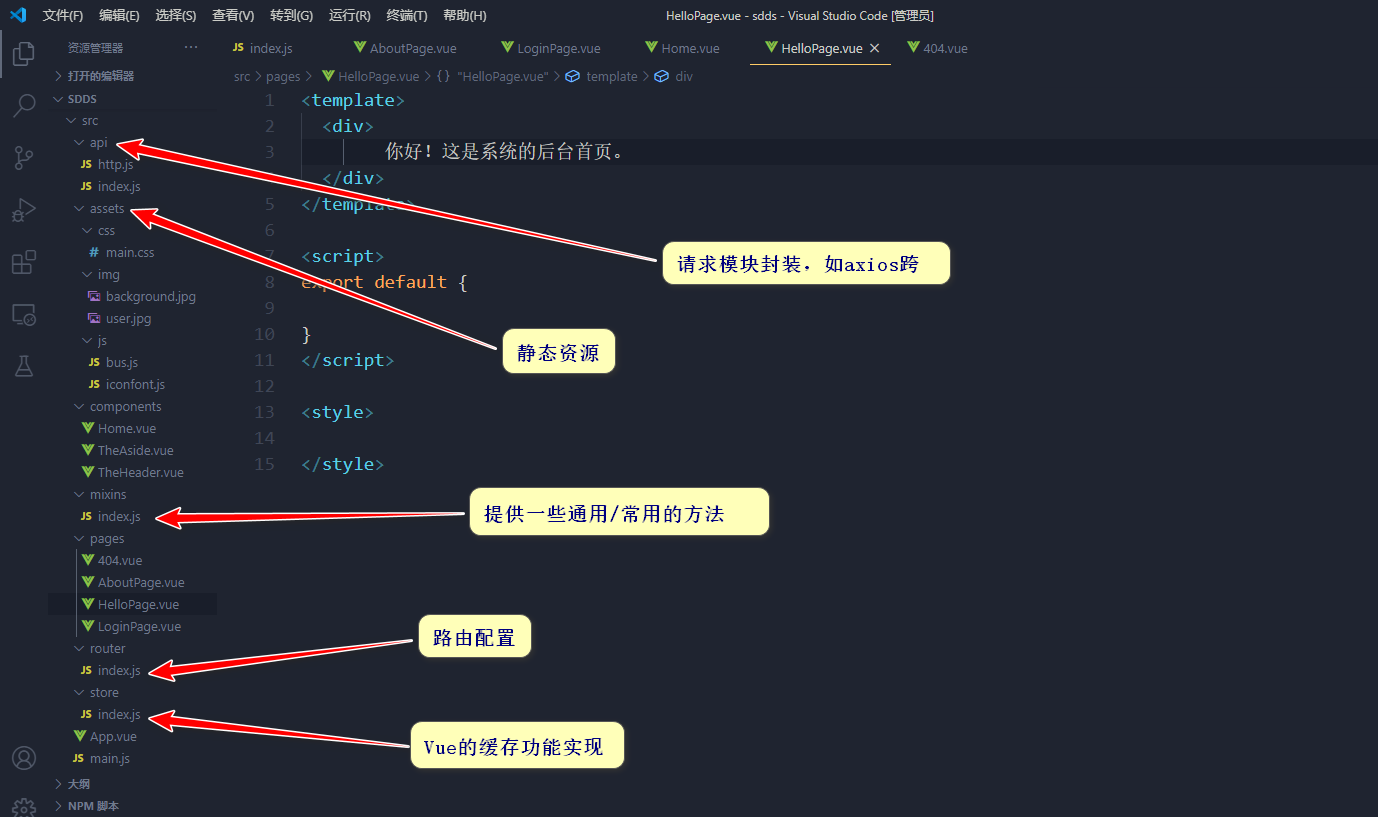 文件(F) 编辑(E) 选择(S) 查看(V) 转到(G) 运行(R) 终端(T) 帮助(H) HelloPage.vue - sdds - Visual Studio Code [管理员]
资源管理器 ···
打开的编辑器
SDDS
src
api
JS http.js
JS index.js
assets
css
# main.css
img
background.jpg
user.jpg
js
JS bus.js
JS iconfont.js
components
Home.vue
TheAside.vue
TheHeader.vue
mixins
JS index.js
pages
404.vue
AboutPage.vue
HelloPage.vue
LoginPage.vue
router
JS index.js
store
JS index.js
App.vue
JS main.js
大纲
NPM 脚本
JS index.js AboutPage.vue LoginPage.vue Home.vue HelloPage.vue 404.vue
src > pages > HelloPage.vue > {} "HelloPage.vue" > template > div
1 <template>
2 <div>
3 你好！这是系统的后台首页。
</div>
5 </template>
6
7 <script>
8 export default {
9
10 }
11 </script>
12
13 <style>
14
15 </style>
请求模块封装，如axios跨
静态资源
提供一些通用/常用的方法
路由配置
Vue的缓存功能实现